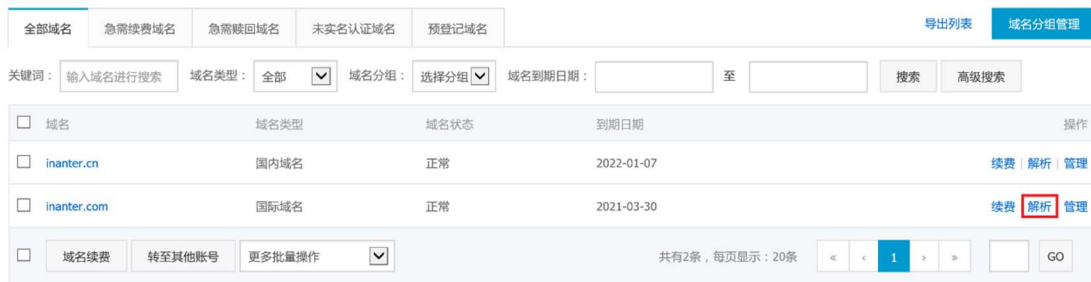 全部域名 急需续费域名 急需赎回域名 未实名认证域名 预登记域名 导出列表 域名分组管理
关键词： 输入域名进行搜索 域名类型： 全部 域名分组： 选择分组 域名到期日期： 至 搜索 高级搜索
域名 域名类型 域名状态 到期日期 操作
inanter.cn 国内域名 正常 2022-01-07 续费 | 解析 | 管理
inanter.com 国际域名 正常 2021-03-30 续费 解析 管理
域名续费 转至其他账号 更多批量操作 共有2条，每页显示：20条 « ‹ 1 › » GO